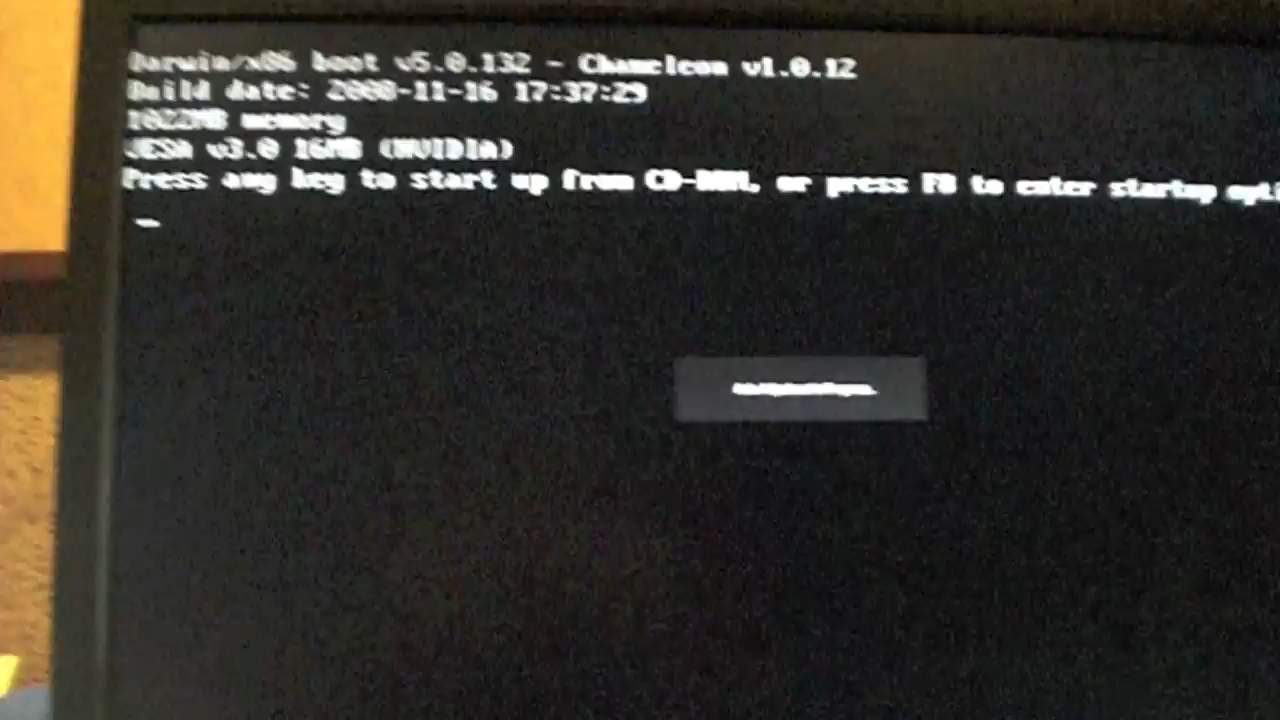 Darwin/x86 boot v5.0.132 - Chameleon v1.0.12
Build date: 2008-11-16 17:37:29
1022MB memory
VESA v3.0 16MB (NVIDIA)
Press any key to start up from CD-ROM, or press F8 to enter startup opti